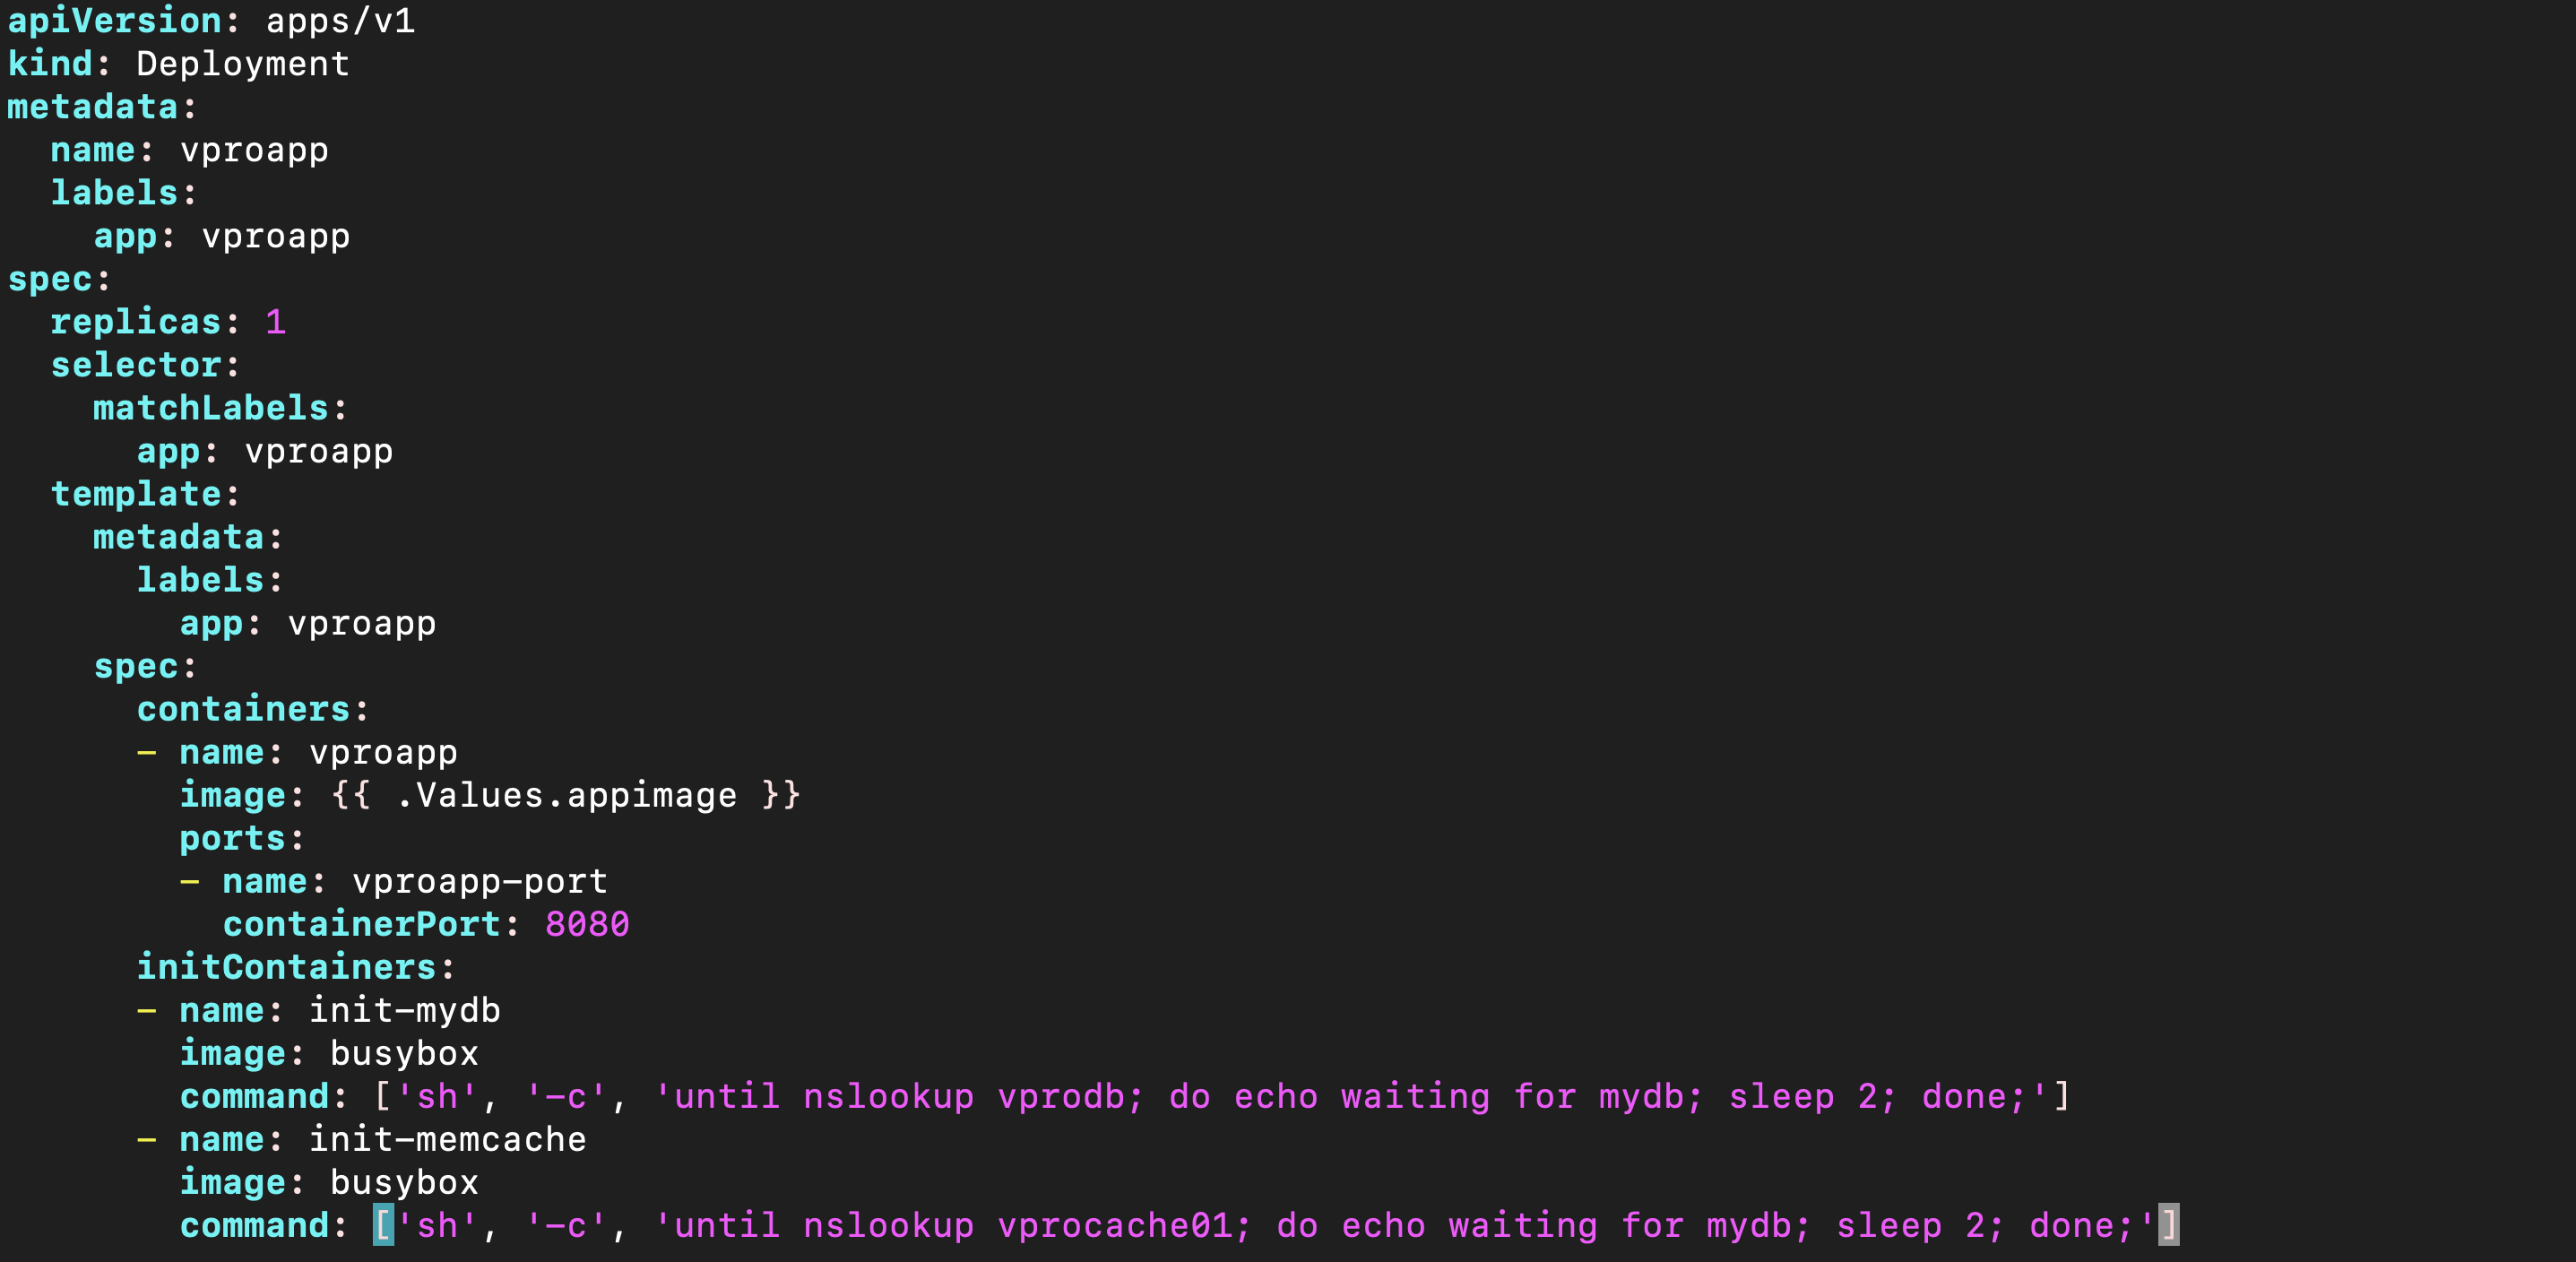 apiVersion: apps/v1
kind: Deployment
metadata:
  name: vproapp
  labels:
    app: vproapp
spec:
  replicas: 1
  selector:
    matchLabels:
      app: vproapp
  template:
    metadata:
      labels:
        app: vproapp
    spec:
      containers:
      - name: vproapp
        image: {{ .Values.appimage }}
        ports:
        - name: vproapp-port
          containerPort: 8080
      initContainers:
      - name: init-mydb
        image: busybox
        command: ['sh', '-c', 'until nslookup vprodb; do echo waiting for mydb; sleep 2; done;']
      - name: init-memcache
        image: busybox
        command: ['sh', '-c', 'until nslookup vprocache01; do echo waiting for mydb; sleep 2; done;']